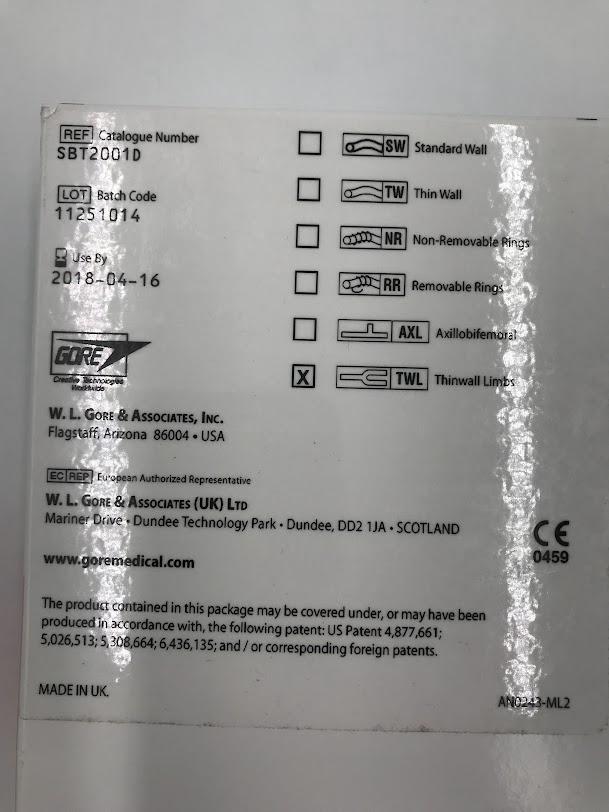 REF Catalogue Number
SBT2001D
LOT Batch Code
11251014
Use By
2018-04-16
GORE
Creative Technologies
Worldwide
SW Standard Wall
TW Thin Wall
NR Non-Removable Rings
RR Removable Rings
AXL Axillobifemoral
X TWL Thinwall Limbs
W. L. GORE & ASSOCIATES, INC.
Flagstaff, Arizona 86004 • USA
EC REP European Authorized Representative
W. L. GORE & ASSOCIATES (UK) LTD
Mariner Drive • Dundee Technology Park • Dundee, DD2 1JA • SCOTLAND
www.goremedical.com
CE
0459
The product contained in this package may be covered under, or may have been
produced in accordance with, the following patent: US Patent 4,877,661;
5,026,513; 5,308,664; 6,436,135; and / or corresponding foreign patents.
MADE IN UK.
AN0243-ML2